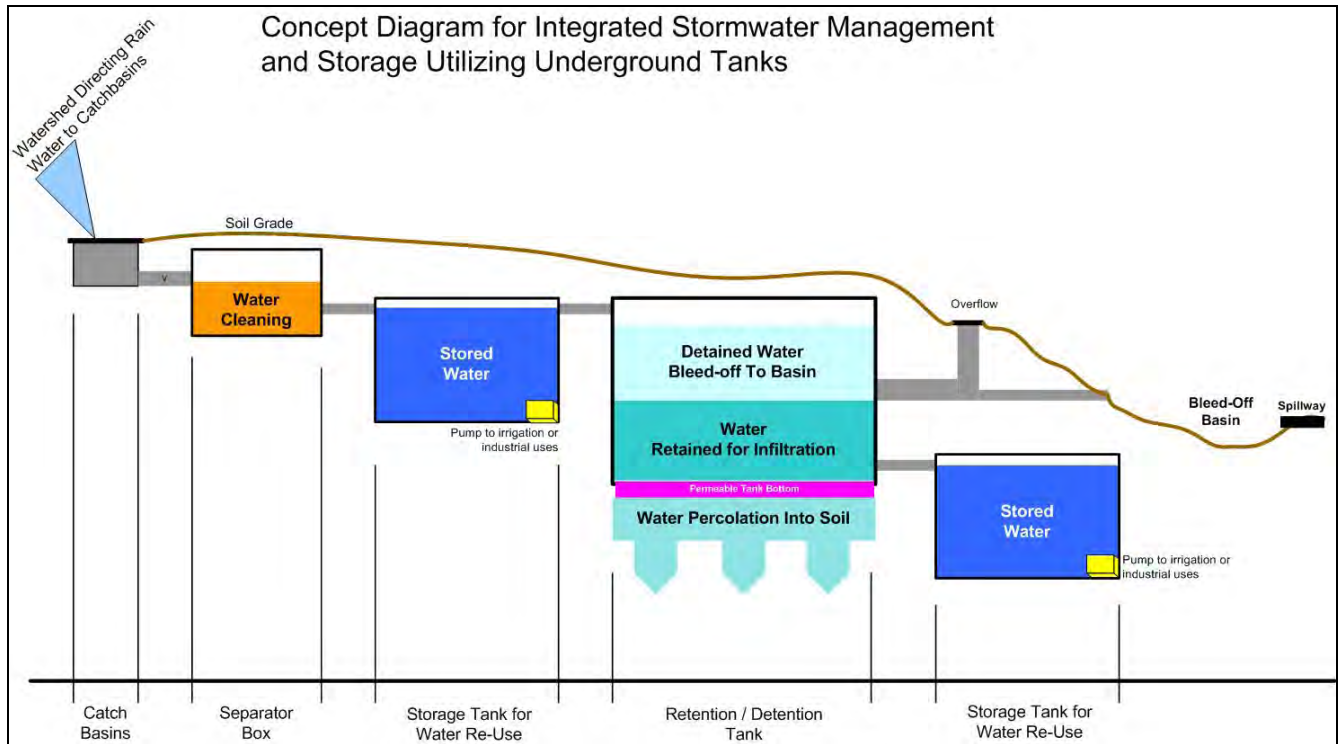 Concept Diagram for Integrated Stormwater Management
and Storage Utilizing Underground Tanks
Watershed Directing Rain
Water to Catchbasins
Soil Grade
V
Water
Cleaning
Stored
Water
Pump to irrigation or
industrial uses
Detained Water
Bleed-off To Basin
Water
Retained for Infiltration
Permeable Tank Bottom
Water Percolation Into Soil
Overflow
Bleed-Off
Basin
Spillway
Stored
Water
Pump to irrigation or
industrial uses
Catch
Basins
Separator
Box
Storage Tank for
Water Re-Use
Retention / Detention
Tank
Storage Tank for
Water Re-Use